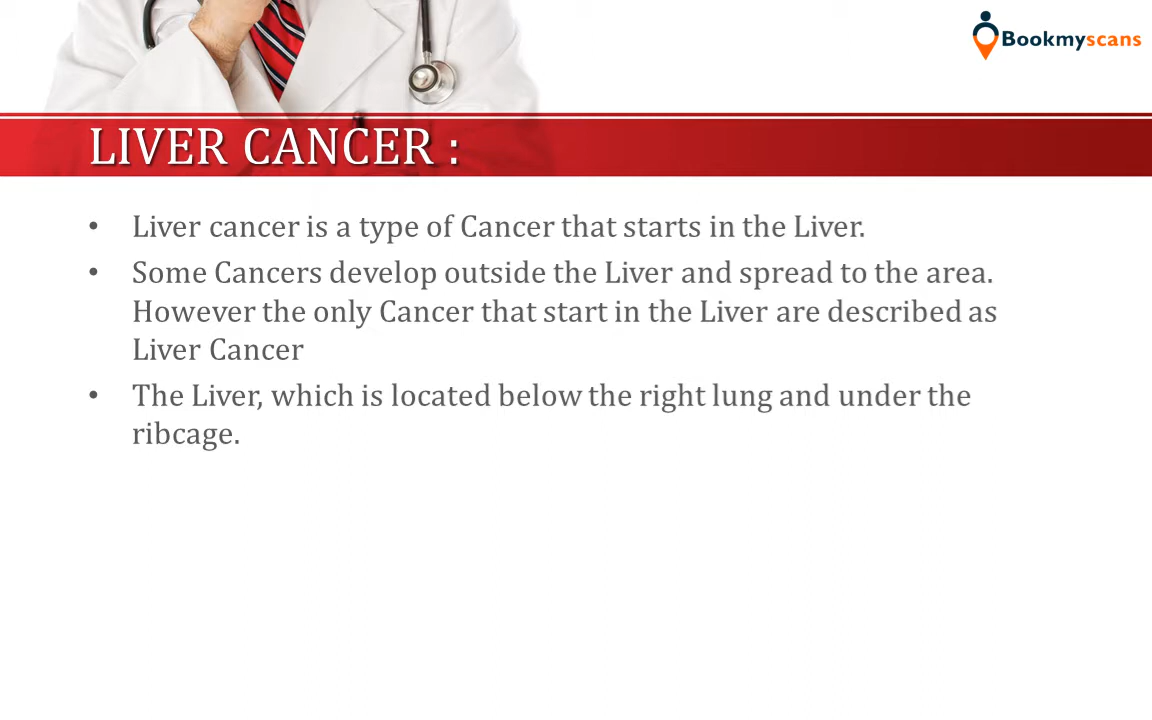 Bookmyscans
LIVER CANCER :
• Liver cancer is a type of Cancer that starts in the Liver.
• Some Cancers develop outside the Liver and spread to the area.
However the only Cancer that start in the Liver are described as
Liver Cancer
• The Liver, which is located below the right lung and under the
ribcage.